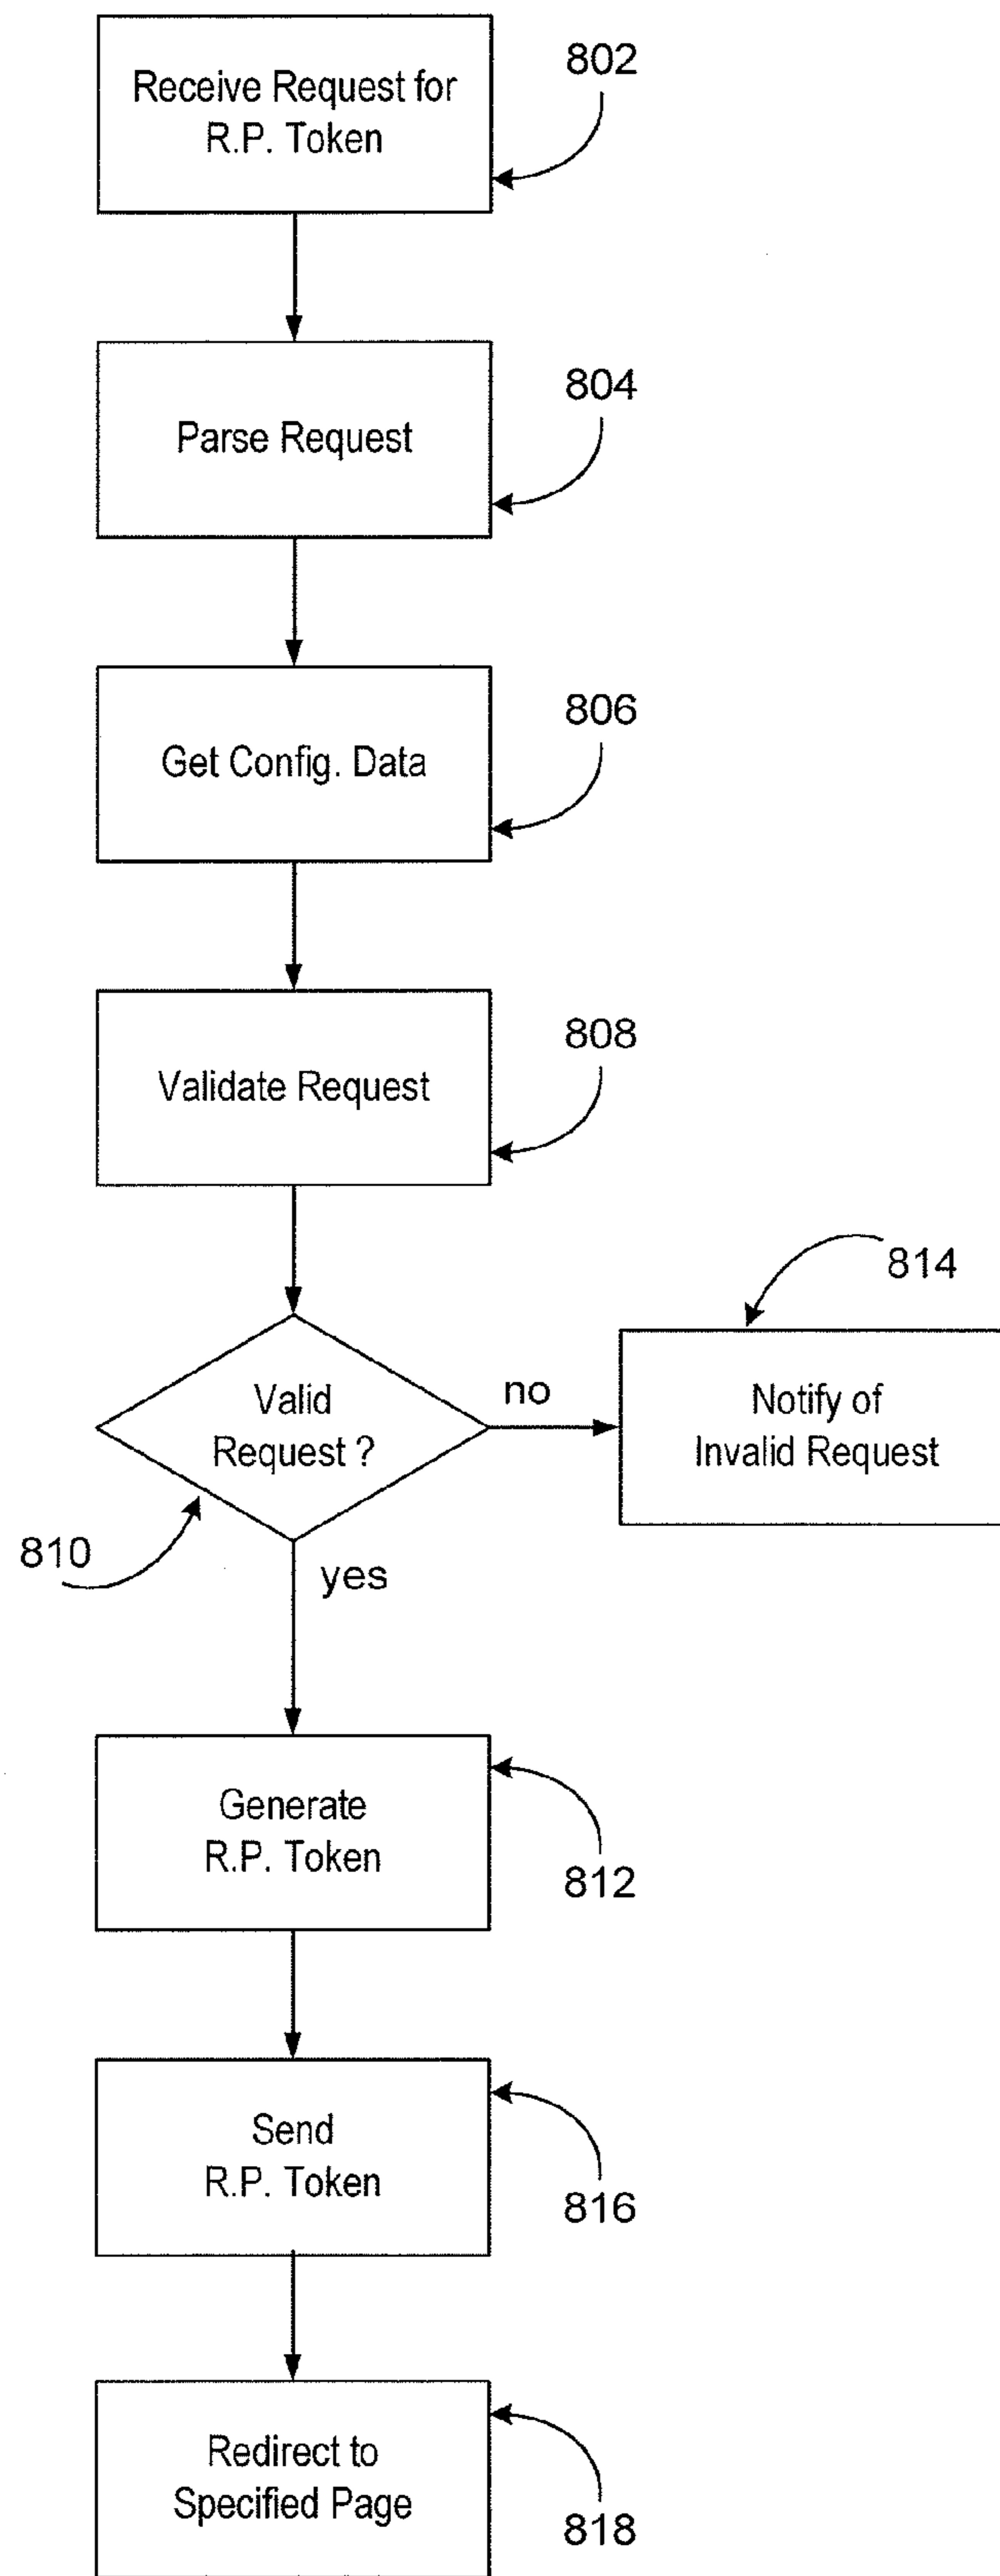 Receive Request for
R.P. Token
802
Parse Request
804
Get Config. Data
806
Validate Request
808
Valid
Request ?
810
no
Notify of
Invalid Request
814
yes
Generate
R.P. Token
812
Send
R.P. Token
816
Redirect to
Specified Page
818